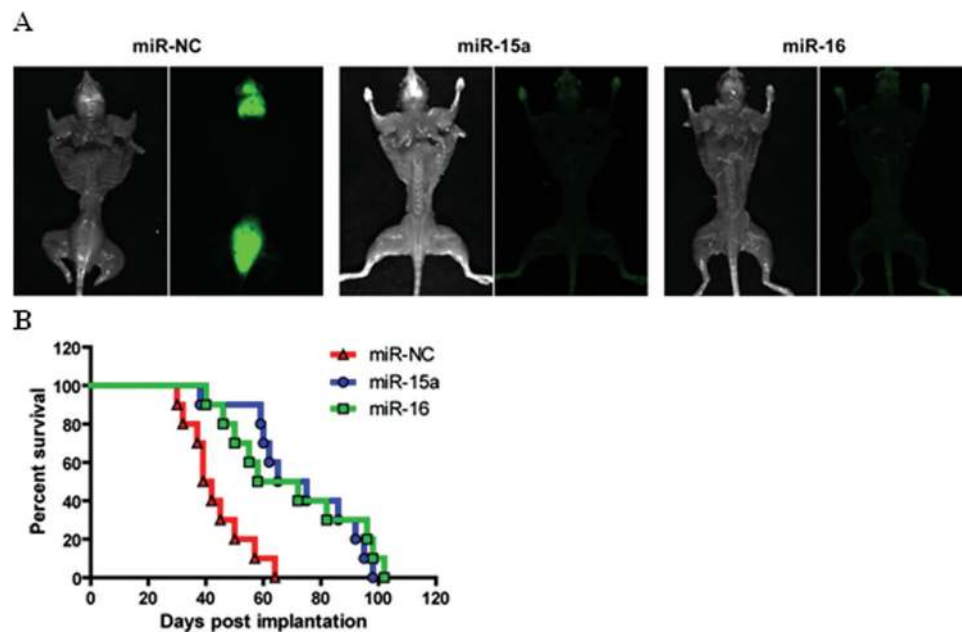 A
miR-NC
miR-15a
miR-16
B
120
100
80
60
40
20
0
Percent survival
miR-NC
miR-15a
miR-16
0 20 40 60 80 100 120
Days post implantation